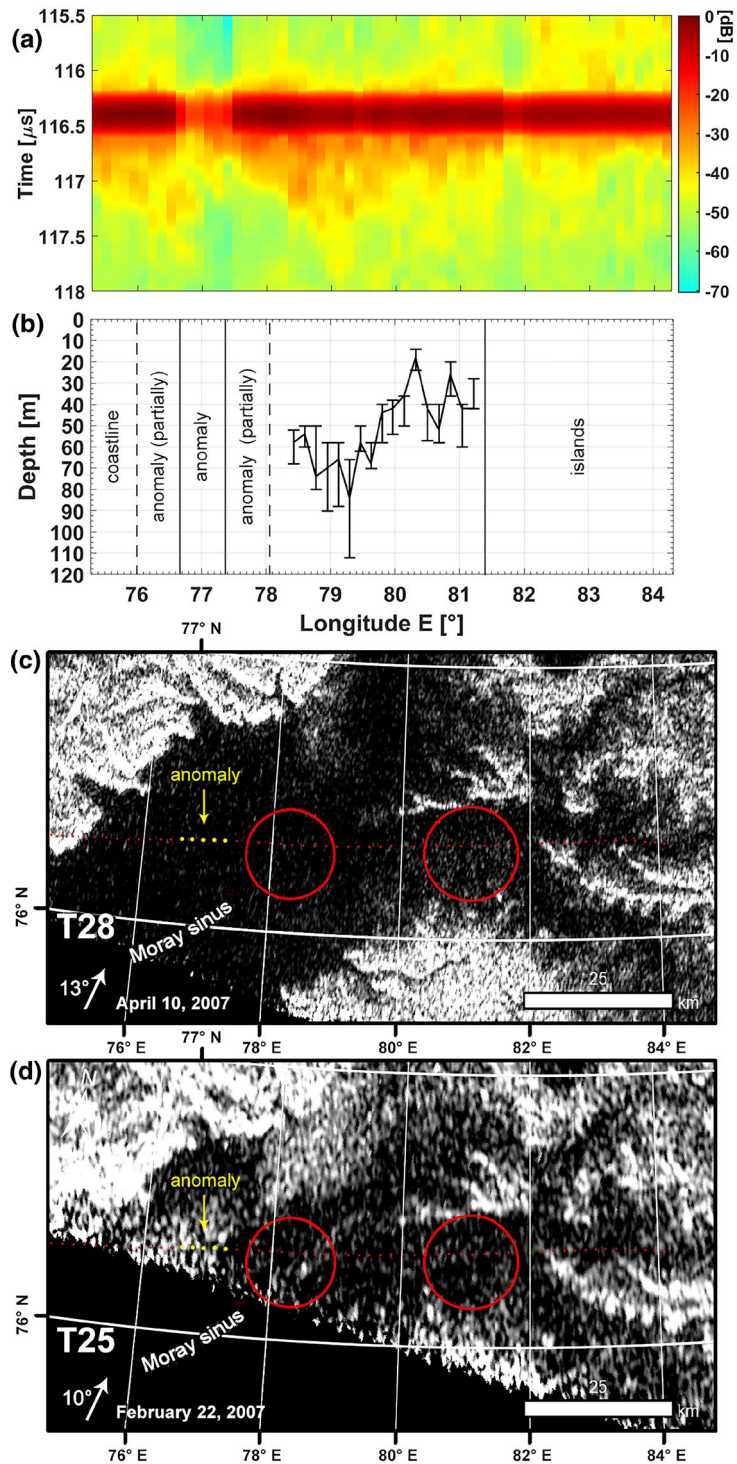 (a)
115.5
116
116.5
117
117.5
118
Time [μs]
0
-10
-20
-30
-40
-50
-60
-70
[dB]
(b)
0
10
20
30
40
50
60
70
80
90
100
110
120
Depth [m]
coastline
anomaly (partially)
anomaly
anomaly (partially)
islands
76
77
78
79
80
81
82
83
84
Longitude E [°]
77° N
(c)
anomaly
76° N
T28
Moray sinus
13°
April 10, 2007
25
km
76° E
78° E
80° E
82° E
84° E
77° N
(d)
N
anomaly
76° N
T25
Moray sinus
10°
February 22, 2007
25
km
76° E
78° E
80° E
82° E
84° E